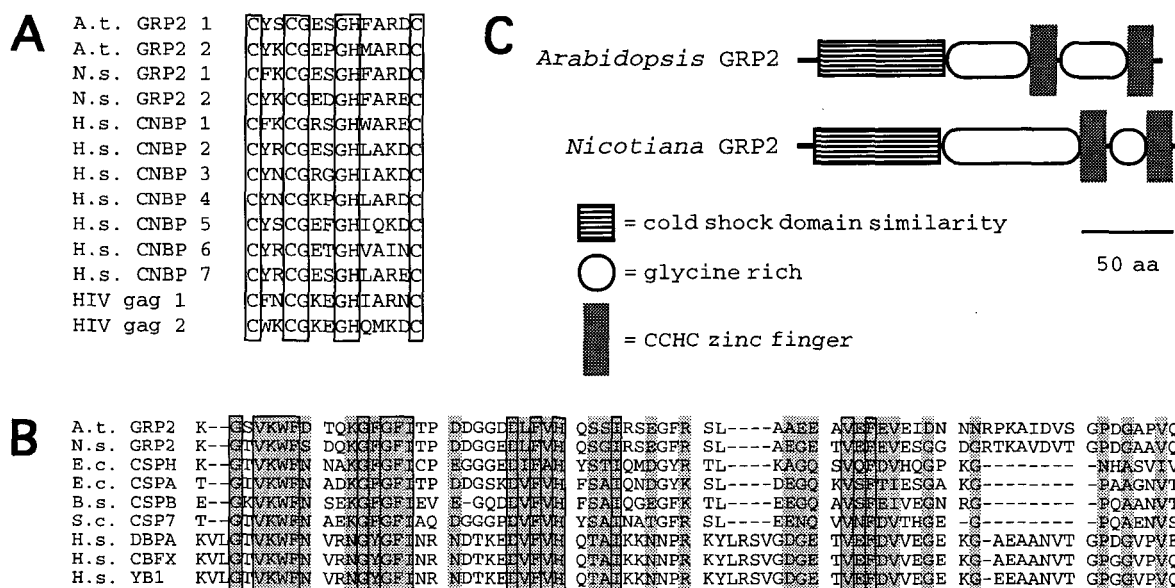 A
A.t. GRP2 1 CYSCGESGHFARDC
A.t. GRP2 2 CYKCGEPGHMARDC
N.s. GRP2 1 CFKCGESGHFARDC
N.s. GRP2 2 CYKCGEDGHFAREC
H.s. CNBP 1 CFKCGRSGHWAREC
H.s. CNBP 2 CYRCGESGHLAKDC
H.s. CNBP 3 CYNCGRGGHIAKDC
H.s. CNBP 4 CYNCGKPGHLARDC
H.s. CNBP 5 CYSCGEFGHIQKDC
H.s. CNBP 6 CYRCGETGHVAINC
H.s. CNBP 7 CYRCGESGHLAREC
HIV gag 1 CFNCGKEGHIARNC
HIV gag 2 CWKCGKEGHQMKDC
C
Arabidopsis GRP2
Nicotiana GRP2
= cold shock domain similarity
= glycine rich
= CCHC zinc finger
50 aa
B
A.t. GRP2 K--GSVKWFD TQKGFGFITP DDGGDDLFVH QSSIRSEGFR SL----AAEE AVEFEVEIDN NNRPKAIDVS GPDGAPVQ
N.s. GRP2 K--GTVKWFS DQKGFGFITP DDGGEDLFVH QSGIRSEGFR SL----AEGE TVEFEVESGG DGRTKAVDVT GPDGAAVQ
E.c. CSPH K--GTVKWFN NAKGFGFICP EGGGEDIFAH YSTIQMDGYR TL----KAGQ SVQFDVHQGP KG-------- --NHASVIV
E.c. CSPA K--GTVKWFN ADKGFGFITP DDGSKDVFVH FSAIQNDGYK SL----DEGQ KVSFTIESGA KG-------- --PAAGNVT
B.s. CSPB E--GKVKWFN SEKGFGFIEV E-GQDDVFVH FSAIQGEGFK TL----EEGQ AVSFEIVEGN RG-------- --PQAANVT
S.c. CSP7 T--GTVKWFN AEKGFGFIAQ DGGGPDVFVH YSAINATGFR SL----EENQ VVNFDVTHGE G-G------- --PQAENVS
H.s. DBPA KVLGTVKWFN VRNGYGFINR NDTKEDVFVH QTAIKKNNPR KYLRSVGDGE TVEFDVVEGE KG-AEAANVT GPDGVPVE
H.s. CBFX KVLGTVKWFN VRNGYGFINR NDTKEDVFVH QTAIKKNNPR KYLRSVGDGE TVEFDVVEGE KG-AEAANVT GPGGVPVQ
H.s. YB1 KVLGTVKWFN VRNGYGFINR NDTKEDVFVH QTAIKKNNPR KYLRSVGDGE TVEFDVVEGE KG-EEAANVT GPGGVPVQ